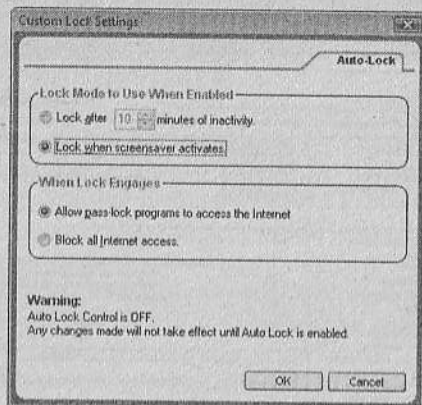 Custom Lock Settings
Auto-Lock
Lock Mode to Use When Enabled
Lock after 10 minutes of inactivity.
Lock when screensaver activates
When Lock Engages
Allow pass-lock programs to access the Internet
Block all Internet access.
Warning:
Auto Lock Control is OFF.
Any changes made will not take effect until Auto Lock is enabled.
OK
Cancel